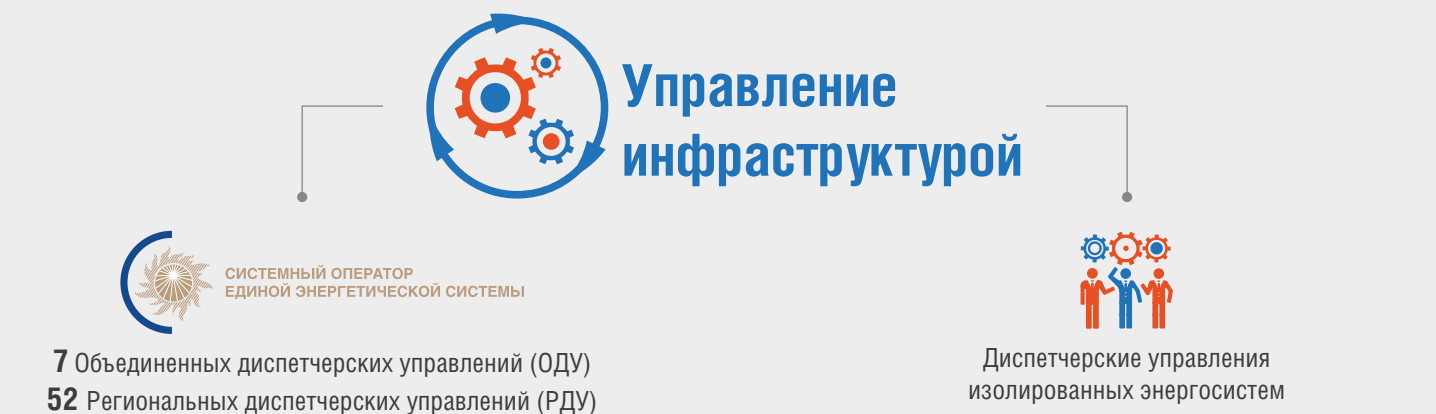 Управление
инфраструктурой
СИСТЕМНЫЙ ОПЕРАТОР
ЕДИНОЙ ЭНЕРГЕТИЧЕСКОЙ СИСТЕМЫ
7 Объединенных диспетчерских управлений (ОДУ)
52 Региональных диспетчерских управлений (РДУ)
Диспетчерские управления
изолированных энергосистем